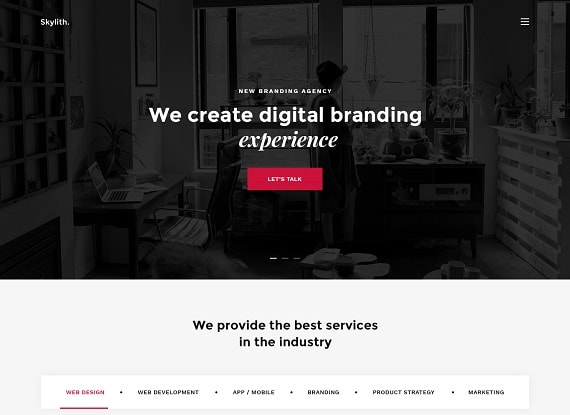 Skylith.
NEW BRANDING AGENCY
We create digital branding
experience
LET'S TALK
We provide the best services
in the industry
WEB DESIGN • WEB DEVELOPMENT • APP / MOBILE • BRANDING • PRODUCT STRATEGY • MARKETING